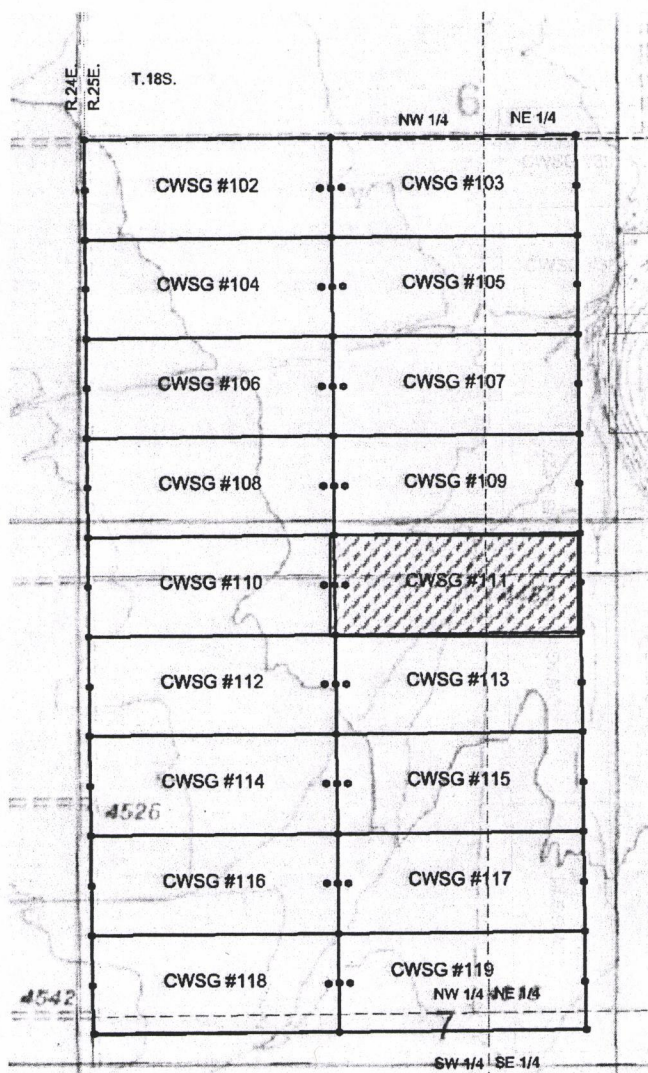 R.24E.
R.25E.
T.18S.
6
NW 1/4 NE 1/4
CWSG #102 CWSG #103
CWSG #104 CWSG #105
CWSG #106 CWSG #107
CWSG #108 CWSG #109
CWSG #110 CWSG #111
CWSG #112 CWSG #113
CWSG #114 CWSG #115
4526
CWSG #116 CWSG #117
CWSG #118 CWSG #119
4542
NW 1/4 NE 1/4
7
SW 1/4 SE 1/4